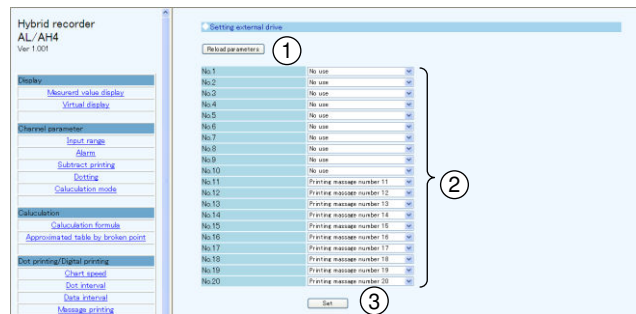 Hybrid recorder
AL/AH4
Ver 1.001
Display
Mesurerd value display
Virtual display
Channel parameter
Input range
Alarm
Subtract printing
Dotting
Caluculation mode
Caluculation
Caluculation formula
Approximated table by broken point
Dot printing/Digital printing
Chart speed
Dot interval
Data interval
Message printing
Setting external drive
Reload parameters
1
No.1 No use
No.2 No use
No.3 No use
No.4 No use
No.5 No use
No.6 No use
No.7 No use
No.8 No use
No.9 No use
No.10 No use
No.11 Printing massage number 11
No.12 Printing massage number 12
No.13 Printing massage number 13
No.14 Printing massage number 14
No.15 Printing massage number 15
No.16 Printing massage number 16
No.17 Printing massage number 17
No.18 Printing massage number 18
No.19 Printing massage number 19
No.20 Printing massage number 20
2
Set
3